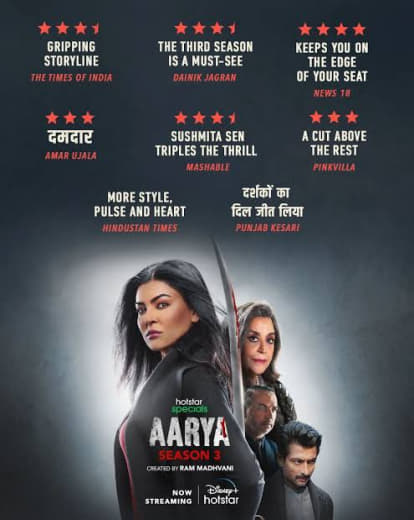 GRIPPING
STORYLINE
THE TIMES OF INDIA
THE THIRD SEASON
IS A MUST-SEE
DAINIK JAGRAN
KEEPS YOU ON
THE EDGE
OF YOUR SEAT
NEWS 18
दमदार
AMAR UJALA
SUSHMITA SEN
TRIPLES THE THRILL
MASHABLE
A CUT ABOVE
THE REST
PINKVILLA
MORE STYLE,
PULSE AND HEART
HINDUSTAN TIMES
दर्शकों का
दिल जीत लिया
PUNJAB KESARI
hotstar
specials
AARYA
SEASON 3
CREATED BY RAM MADHVANI
NOW
STREAMING
Disney+
hotstar